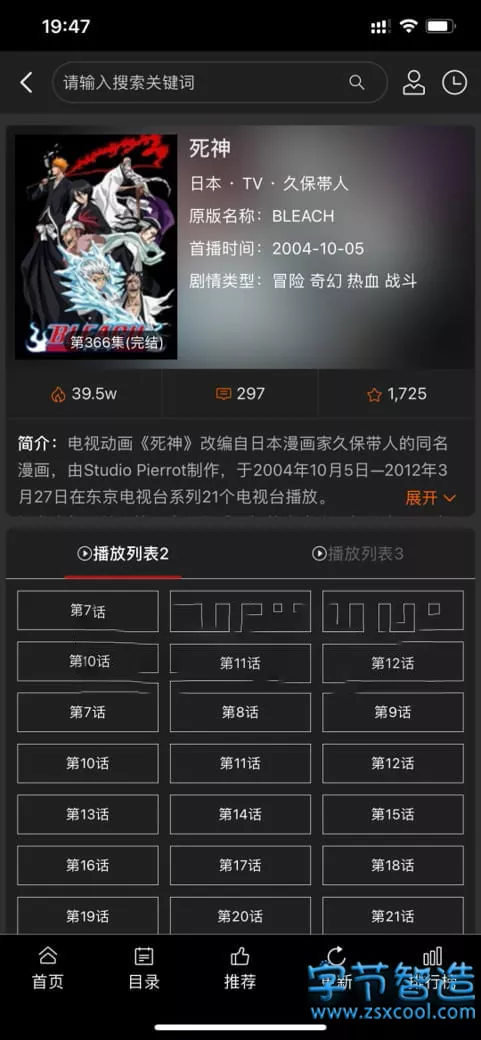 19:47
请输入搜索关键词
死神
日本 · TV · 久保带人
原版名称：BLEACH
首播时间：2004-10-05
剧情类型：冒险 奇幻 热血 战斗
BLEACH
第366集(完结)
39.5w
297
1,725
简介：电视动画《死神》改编自日本漫画家久保带人的同名
漫画，由Studio Pierrot制作，于2004年10月5日—2012年3
月27日在东京电视台系列21个电视台播放。
展开
播放列表2
播放列表3
第7话
第10话 第11话 第12话
第7话 第8话 第9话
第10话 第11话 第12话
第13话 第14话 第15话
第16话 第17话 第18话
第19话 第20话 第21话
首页 目录 推荐 更新 排行榜
字节智造
www.zsxcool.com